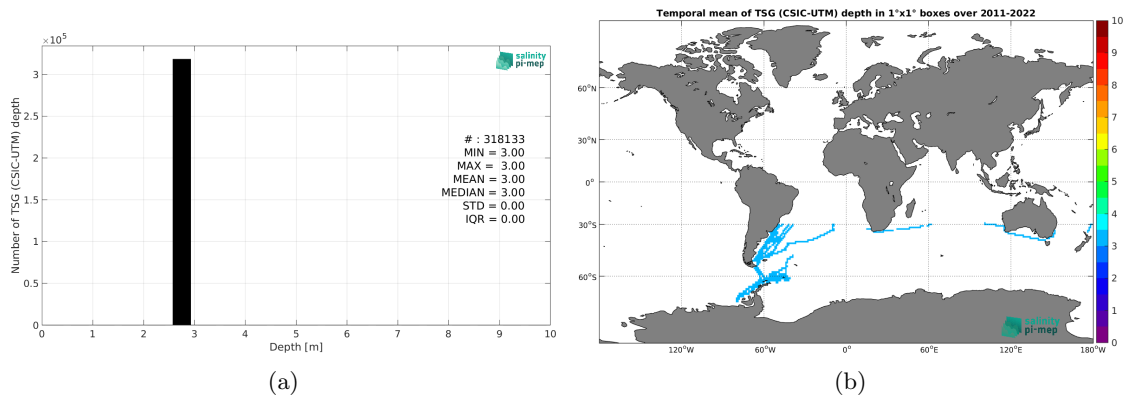 ×10⁵
3
2.5
2
1.5
1
0.5
0
Number of TSG (CSIC-UTM) depth
salinity
pi-mep
# : 318133
MIN = 3.00
MAX = 3.00
MEAN = 3.00
MEDIAN = 3.00
STD = 0.00
IQR = 0.00
0 1 2 3 4 5 6 7 8 9 10
Depth [m]
(a)
Temporal mean of TSG (CSIC-UTM) depth in 1°x1° boxes over 2011-2022
60°N
30°N
0°
30°S
60°S
120°W 60°W 0° 60°E 120°E 180°W
salinity
pi-mep
10
9
8
7
6
5
4
3
2
1
0
(b)